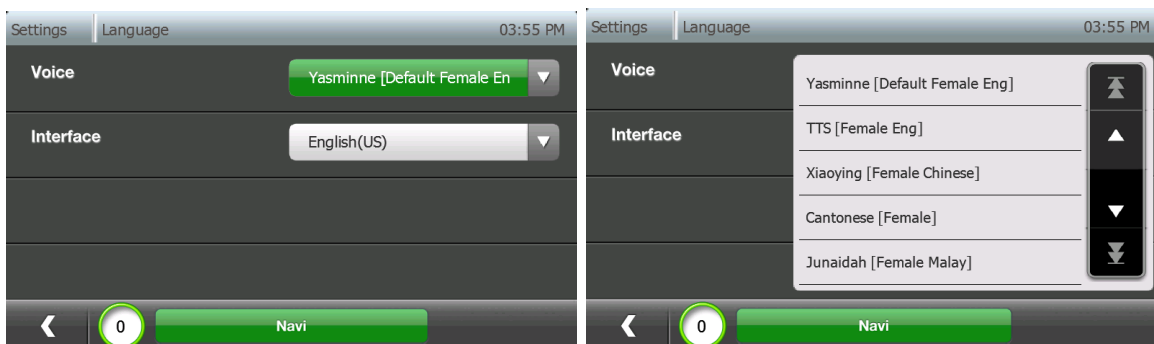 Settings Language 03:55 PM
Voice Yasminne [Default Female En
Interface English(US)
0 Navi
Settings Language 03:55 PM
Voice
Interface
Yasminne [Default Female Eng]
TTS [Female Eng]
Xiaoying [Female Chinese]
Cantonese [Female]
Junaidah [Female Malay]
0 Navi